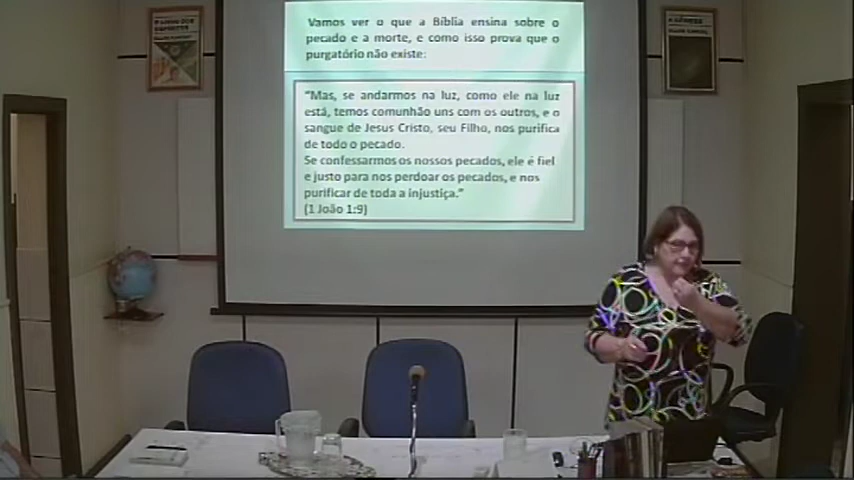 Vamos ver o que a Bíblia ensina sobre o
pecado e a morte, e como isso prova que o
purgatório não existe:
"Mas, se andarmos na luz, como ele na luz
está, temos comunhão uns com os outros, e o
sangue de Jesus Cristo, seu Filho, nos purifica
de todo o pecado.
Se confessarmos os nossos pecados, ele é fiel
e justo para nos perdoar os pecados, e nos
purificar de toda a injustiça."
(1 João 1:9)